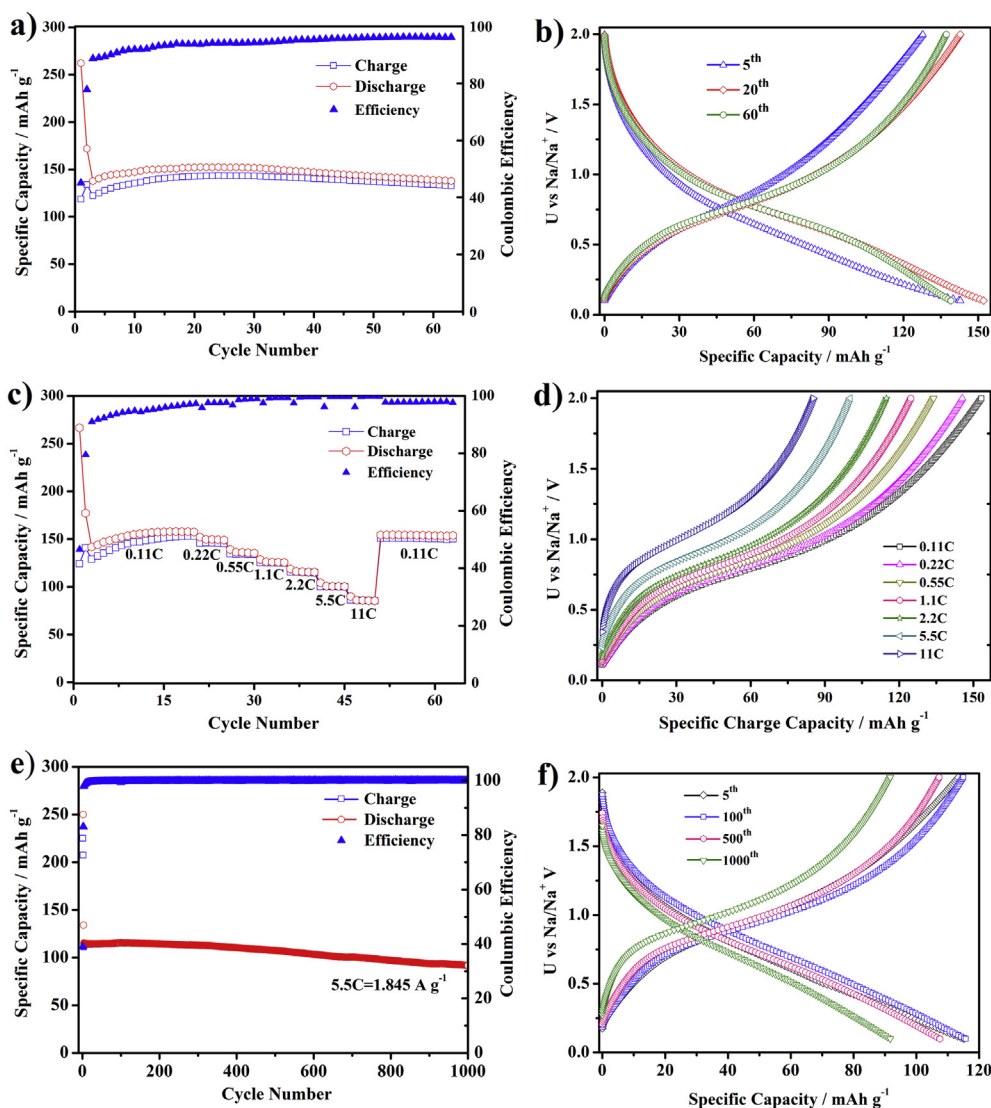 a)
300
250
200
150
100
50
0
Specific Capacity / mAh g⁻¹
100
80
60
40
20
0
Coulombic Efficiency
Charge
Discharge
Efficiency
0 10 20 30 40 50 60
Cycle Number
b)
2.0
1.5
1.0
0.5
0.0
U vs Na/Na⁺ / V
5th
20th
60th
0 30 60 90 120 150
Specific Capacity / mAh g⁻¹
c)
300
250
200
150
100
50
0
Specific Capacity / mAh g⁻¹
100
80
60
40
20
0
Coulombic Efficiency
Charge
Discharge
Efficiency
0.11C
0.22C
0.55C
1.1C
2.2C
5.5C
11C
0.11C
0 15 30 45 60
Cycle Number
d)
2.0
1.5
1.0
0.5
0.0
U vs Na/Na⁺ / V
0.11C
0.22C
0.55C
1.1C
2.2C
5.5C
11C
0 30 60 90 120 150
Specific Charge Capacity / mAh g⁻¹
e)
300
250
200
150
100
50
0
Specific Capacity / mAh g⁻¹
100
80
60
40
20
0
Coulumbic Efficiency
Charge
Discharge
Efficiency
5.5C=1.845 A g⁻¹
0 200 400 600 800 1000
Cycle Number
f)
2.0
1.5
1.0
0.5
0.0
U vs Na/Na⁺ V
5th
100th
500th
1000th
0 20 40 60 80 100 120
Specific Capacity / mAh g⁻¹